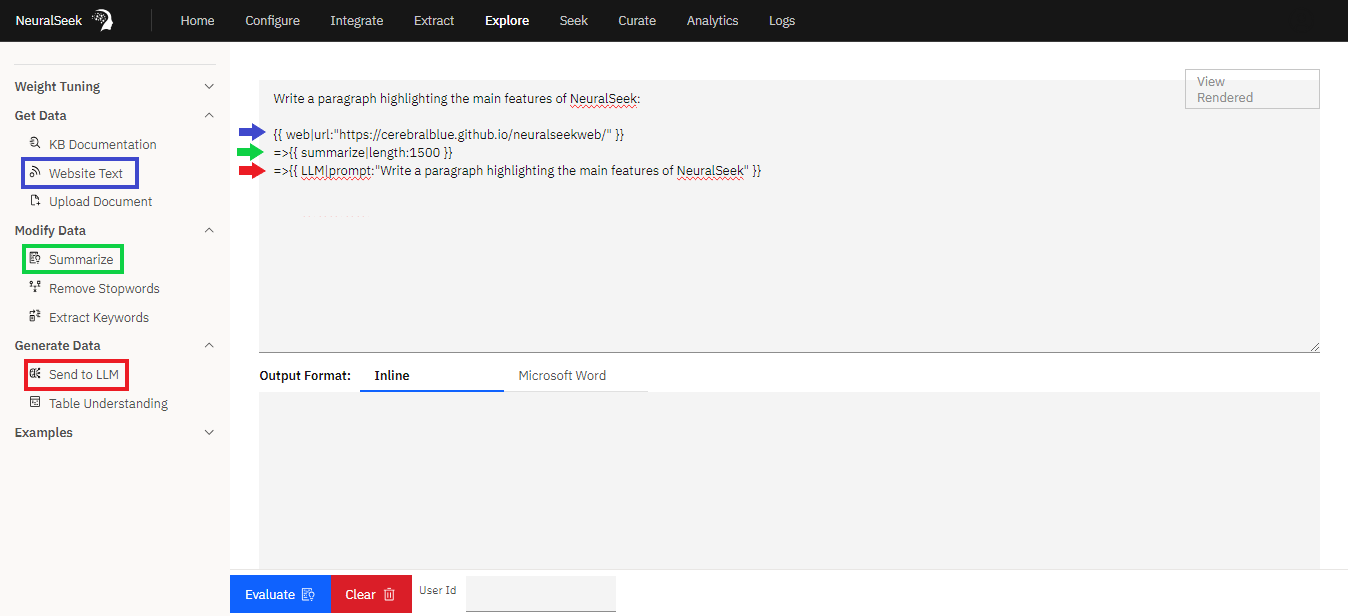 NeuralSeek
Home
Configure
Integrate
Extract
Explore
Seek
Curate
Analytics
Logs
Weight Tuning
Get Data
KB Documentation
Website Text
Upload Document
Modify Data
Summarize
Remove Stopwords
Extract Keywords
Generate Data
Send to LLM
Table Understanding
Examples
View
Rendered
Write a paragraph highlighting the main features of NeuralSeek:
{{ web|url:"https://cerebralblue.github.io/neuralseekweb/" }}
=>{{ summarize|length:1500 }}
=>{{ LLM|prompt:"Write a paragraph highlighting the main features of NeuralSeek" }}
Output Format:
Inline
Microsoft Word
Evaluate
Clear
User Id